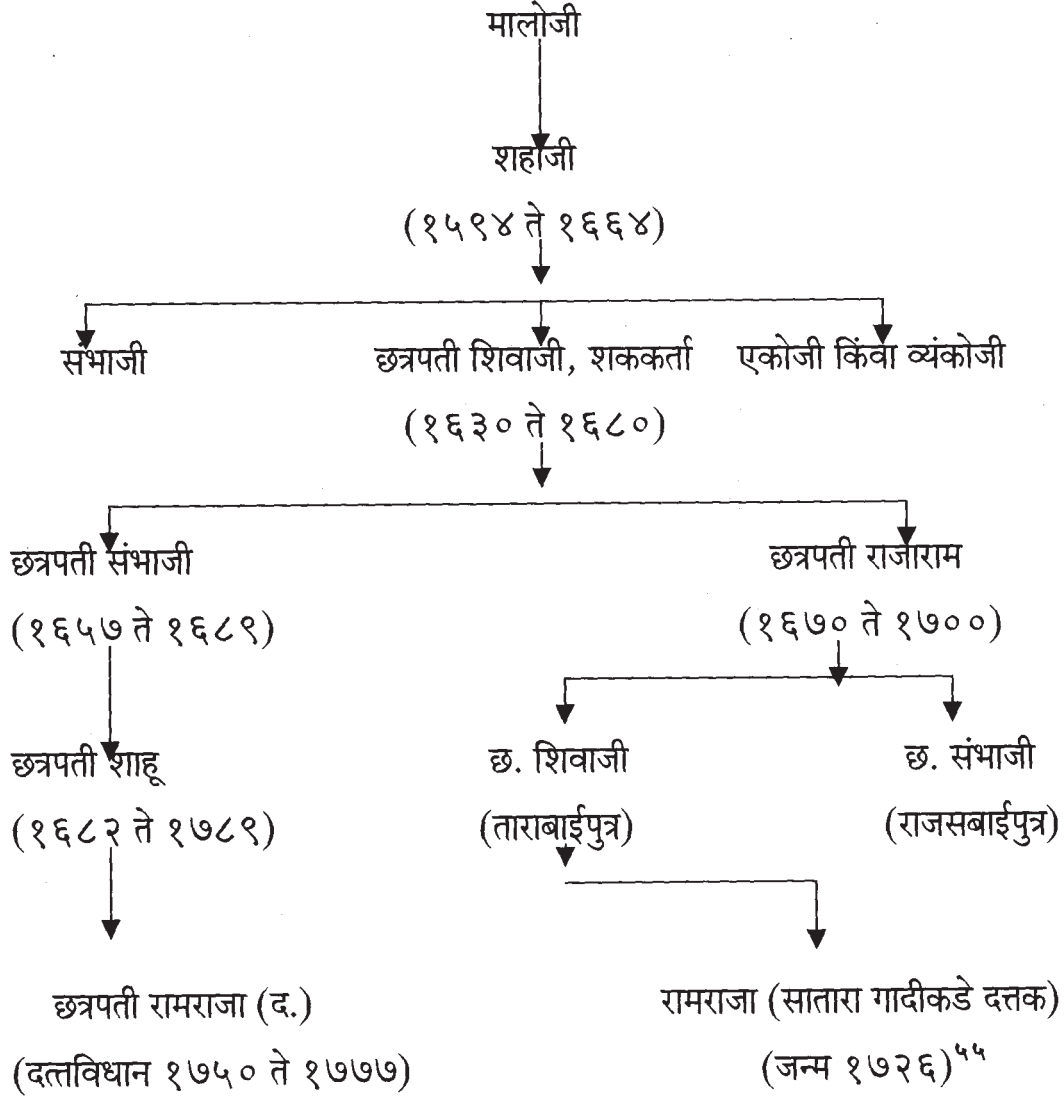 मालोजी
शहाजी
(१५९४ ते १६६४)
संभाजी
छत्रपती शिवाजी, शककर्ता
एकोजी किंवा व्यंकोजी
(१६३० ते १६८०)
छत्रपती संभाजी
छत्रपती राजाराम
(१६५७ ते १६८९)
(१६७० ते १७००)
छत्रपती शाहू
छ. शिवाजी
छ. संभाजी
(१६८२ ते १७८९)
(ताराबाईपुत्र)
(राजसबाईपुत्र)
छत्रपती रामराजा (द.)
रामराजा (सातारा गादीकडे दत्तक)
(दत्तविधान १७५० ते १७७७)
(जन्म १७२६)५५